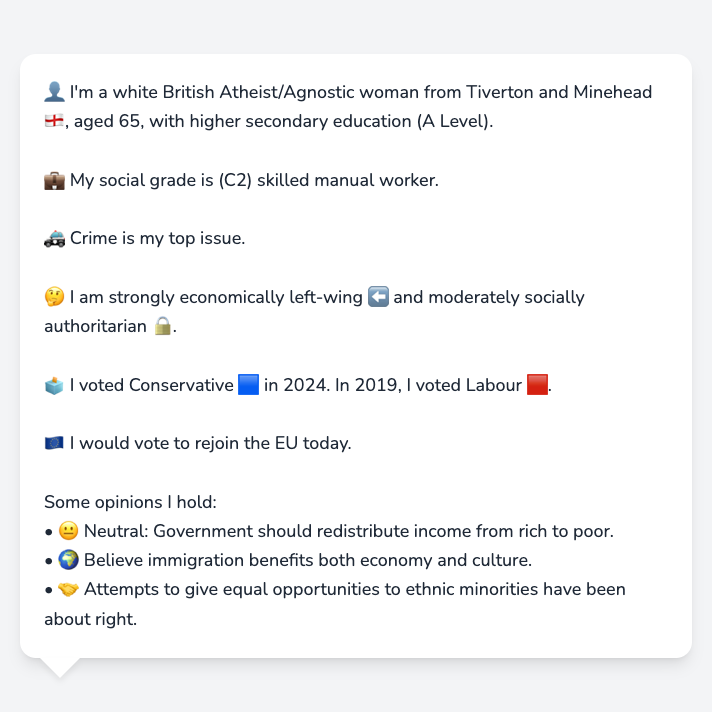 👤 I'm a white British Atheist/Agnostic woman from Tiverton and Minehead
🏴󠁧󠁢󠁥󠁮󠁧󠁿, aged 65, with higher secondary education (A Level).
💼 My social grade is (C2) skilled manual worker.
🚓 Crime is my top issue.
🤔 I am strongly economically left-wing ⬅️ and moderately socially
authoritarian 🔒.
🗳️ I voted Conservative 🟦 in 2024. In 2019, I voted Labour 🟥.
🇪🇺 I would vote to rejoin the EU today.
Some opinions I hold:
• 😐 Neutral: Government should redistribute income from rich to poor.
• 🌍 Believe immigration benefits both economy and culture.
• 🤝 Attempts to give equal opportunities to ethnic minorities have been
about right.